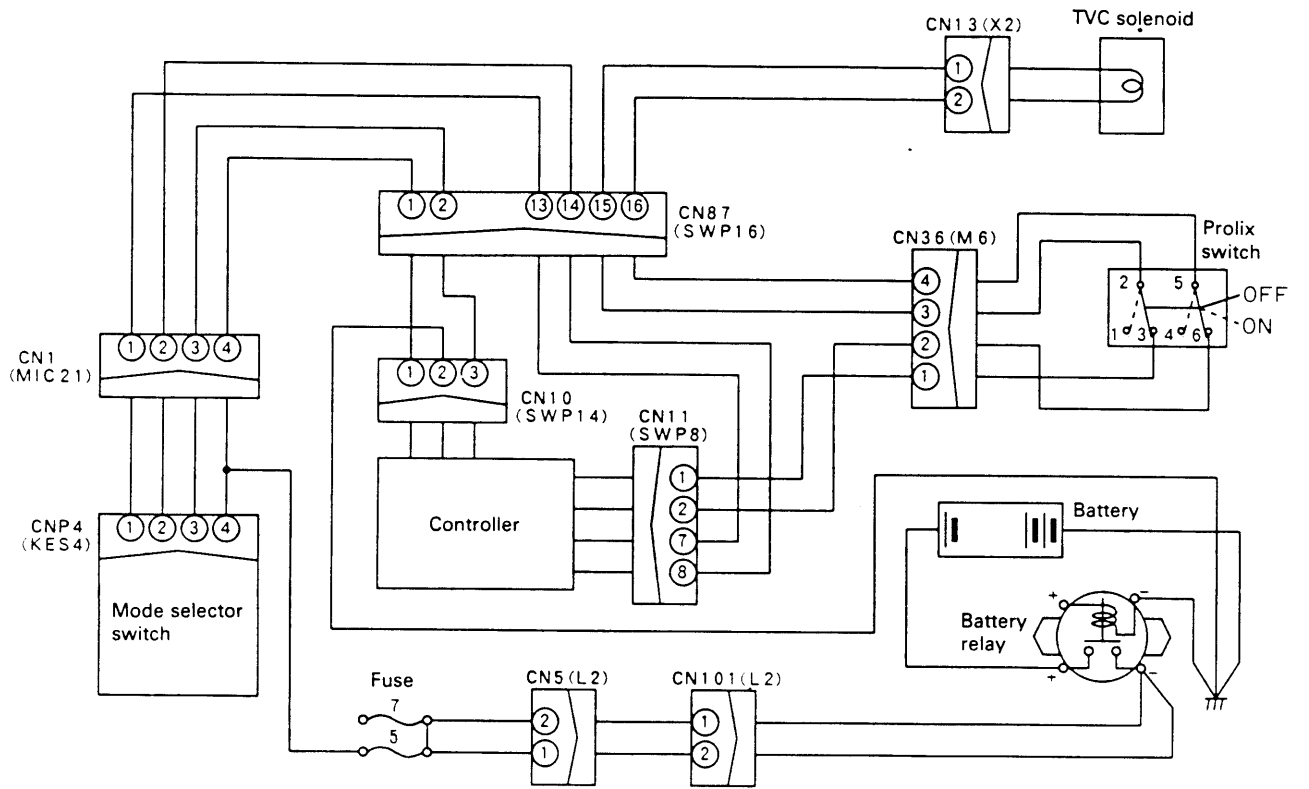 TVC solenoid
CN13(X2)
1
2
1 2 13 14 15 16
CN87
(SWP16)
CN36(M6)
4
3
2
1
Prolix
switch
2 5
OFF
ON
1 3 4 6
CN1
(MIC21)
1 2 3 4
1 2 3
CN10
(SWP14)
CN11
(SWP8)
1
2
7
8
Controller
CNP4
(KES4)
1 2 3 4
Mode selector
switch
Battery
Battery
relay
+ −
+ −
Fuse
7
5
CN5(L2)
2
1
CN101(L2)
1
2